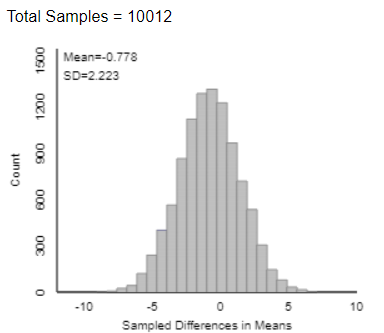 Total Samples = 10012
Mean=-0.778
SD=2.223
1500
1200
900
600
300
0
Count
-10 -5 0 5 10
Sampled Differences in Means